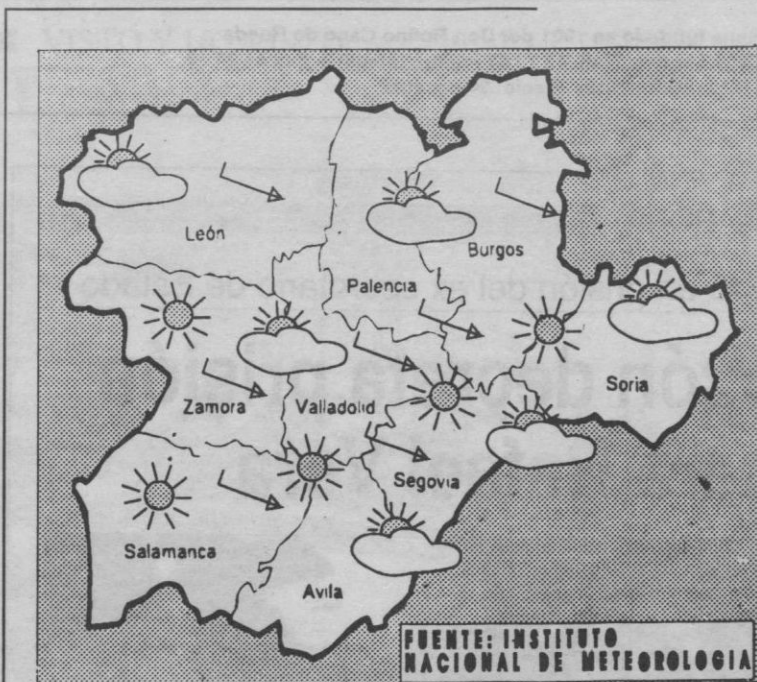 León
Burgos
Palencia
Soria
Zamora
Valladolid
Segovia
Salamanca
Avila
FUENTE: INSTITUTO
NACIONAL DE METEOROLOGIA